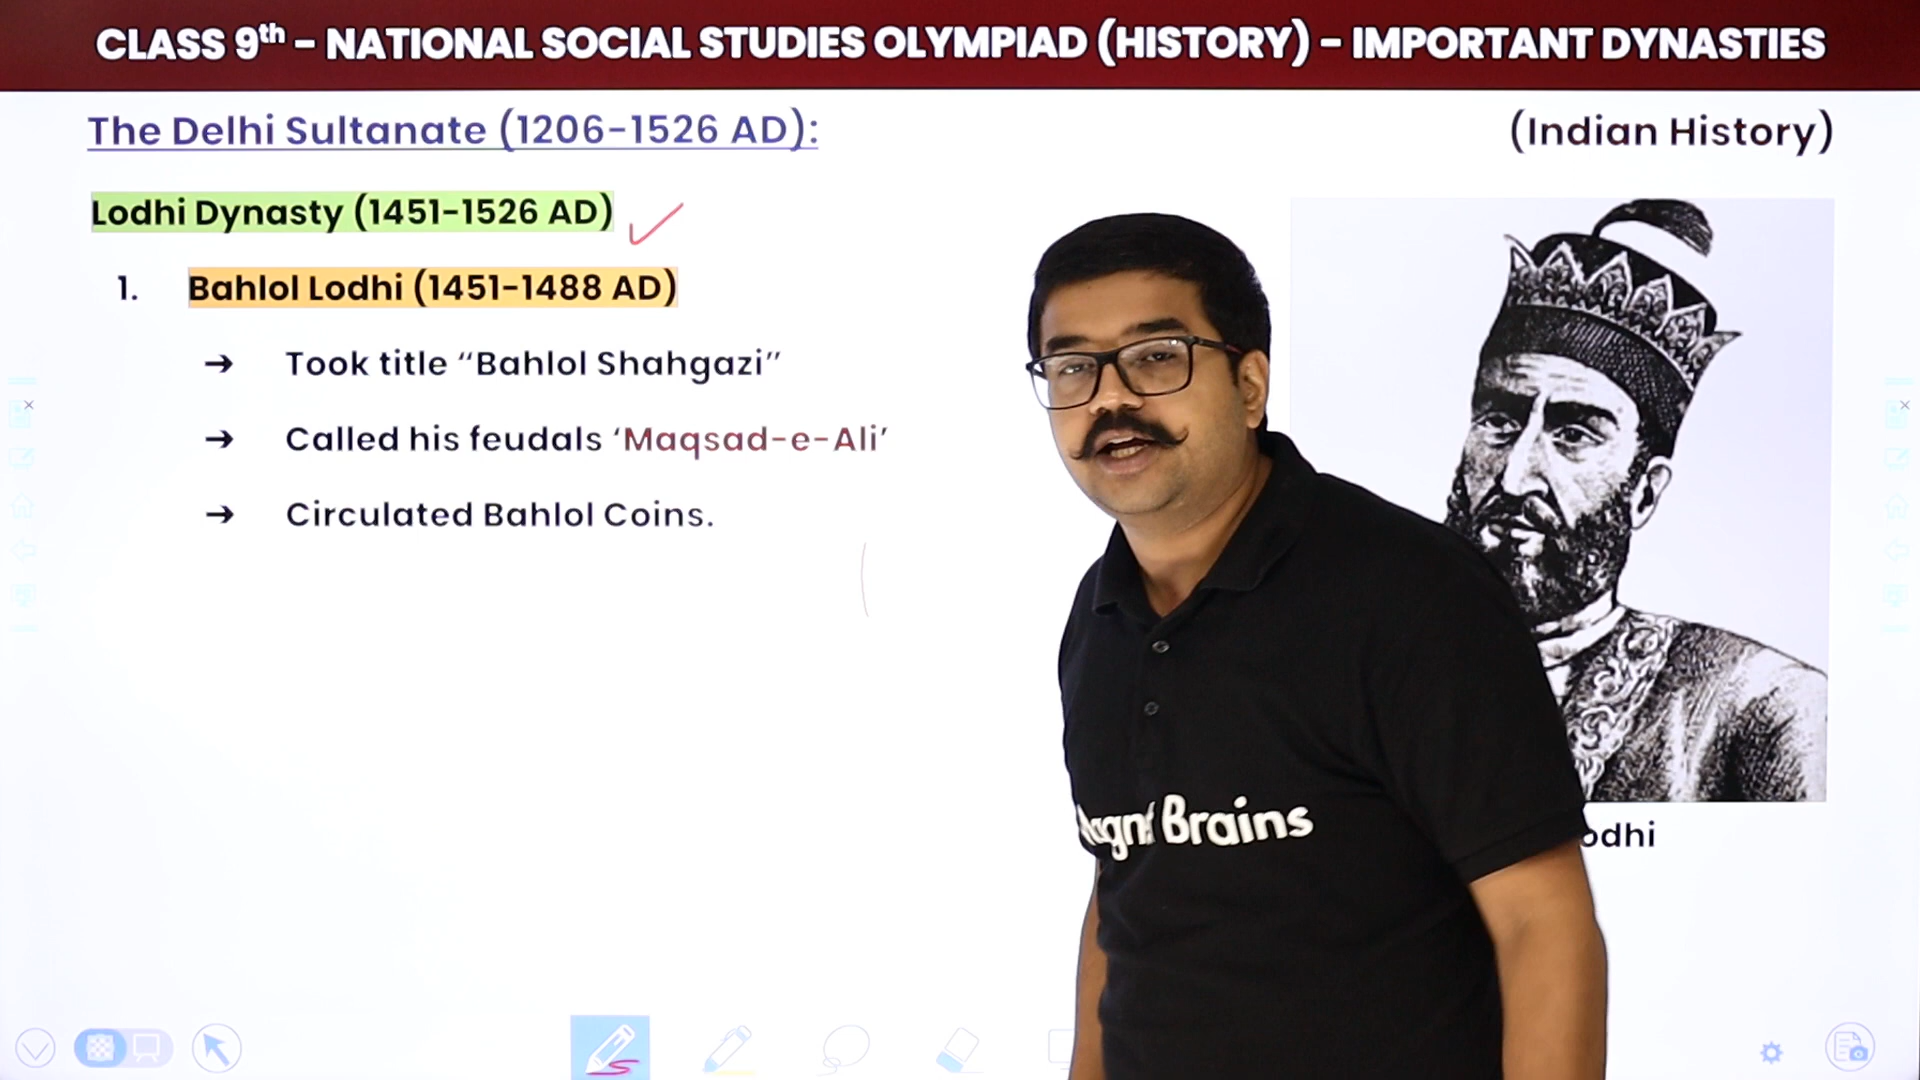 CLASS 9th - NATIONAL SOCIAL STUDIES OLYMPIAD (HISTORY) - IMPORTANT DYNASTIES
The Delhi Sultanate (1206-1526 AD):
(Indian History)
Lodhi Dynasty (1451-1526 AD)
1. Bahlol Lodhi (1451-1488 AD)
→ Took title “Bahlol Shahgazi”
→ Called his feudals ‘Maqsad-e-Ali’
→ Circulated Bahlol Coins.
Brains